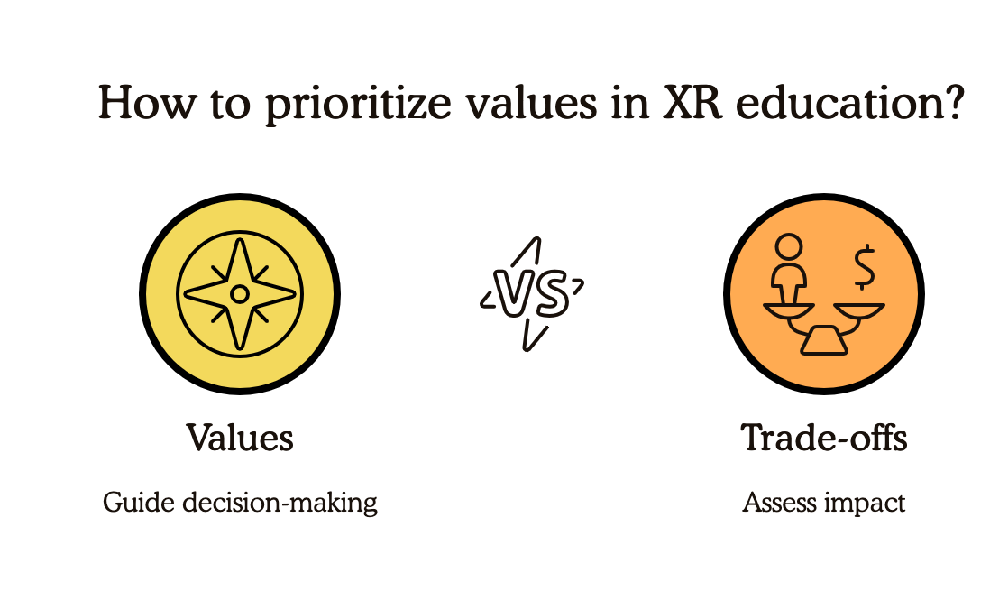 How to prioritize values in XR education?
VS
$
Values
Trade-offs
Guide decision-making
Assess impact